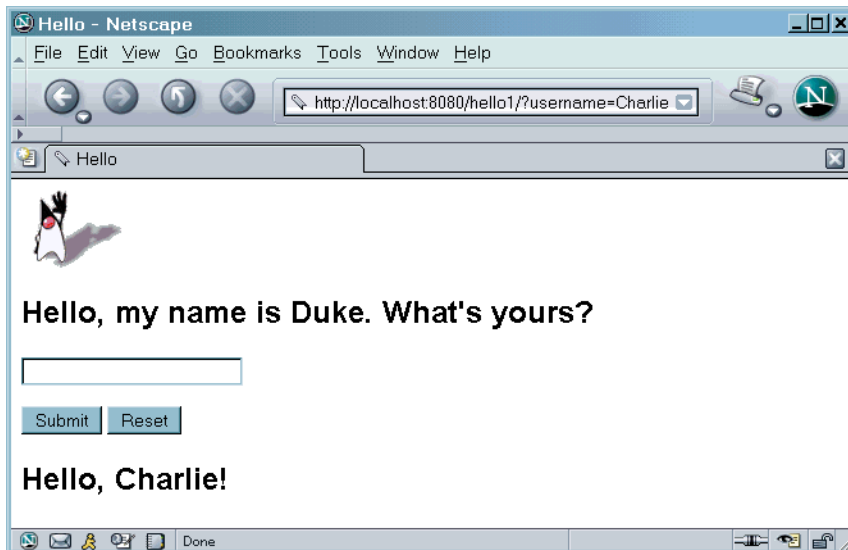 Hello - Netscape
File Edit View Go Bookmarks Tools Window Help
http://localhost:8080/hello1/?username=Charlie
N
Hello
Hello, my name is Duke. What's yours?
Submit Reset
Hello, Charlie!
Done